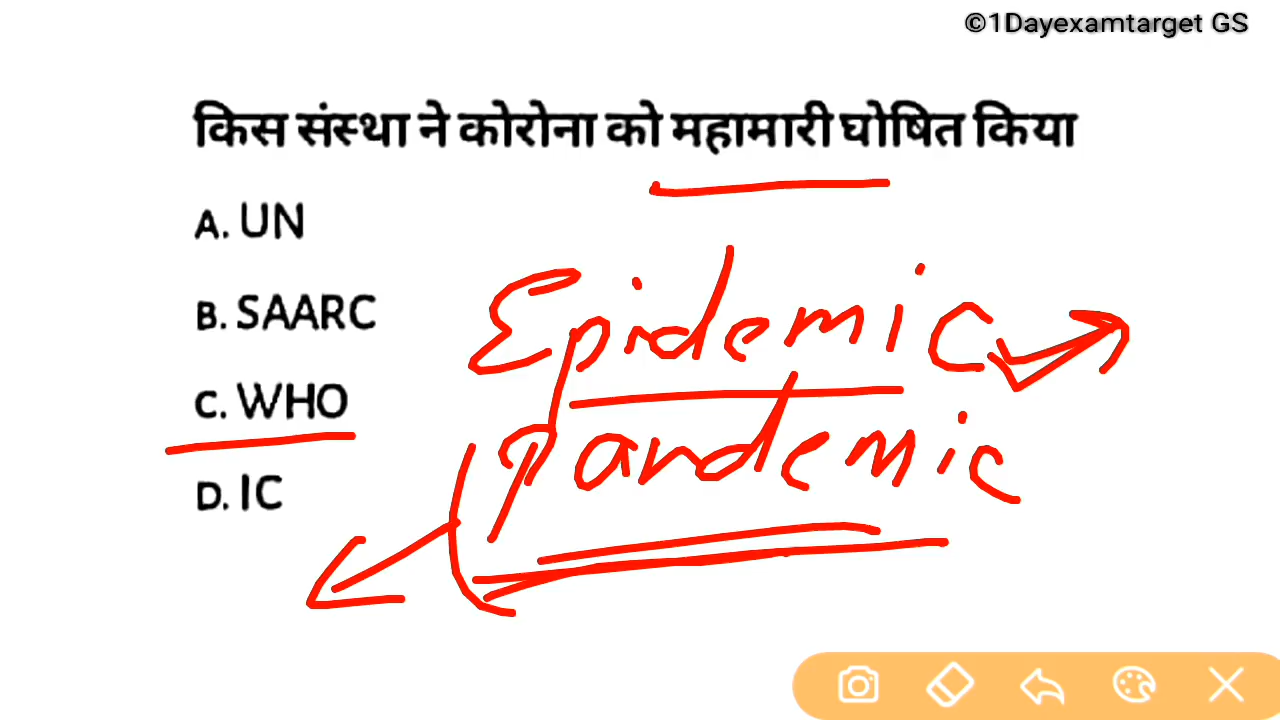 ©1Dayexamtarget GS
किस संस्था ने कोरोना को महामारी घोषित किया
A. UN
B. SAARC
C. WHO
D. IC
Epidemic
Pandemic